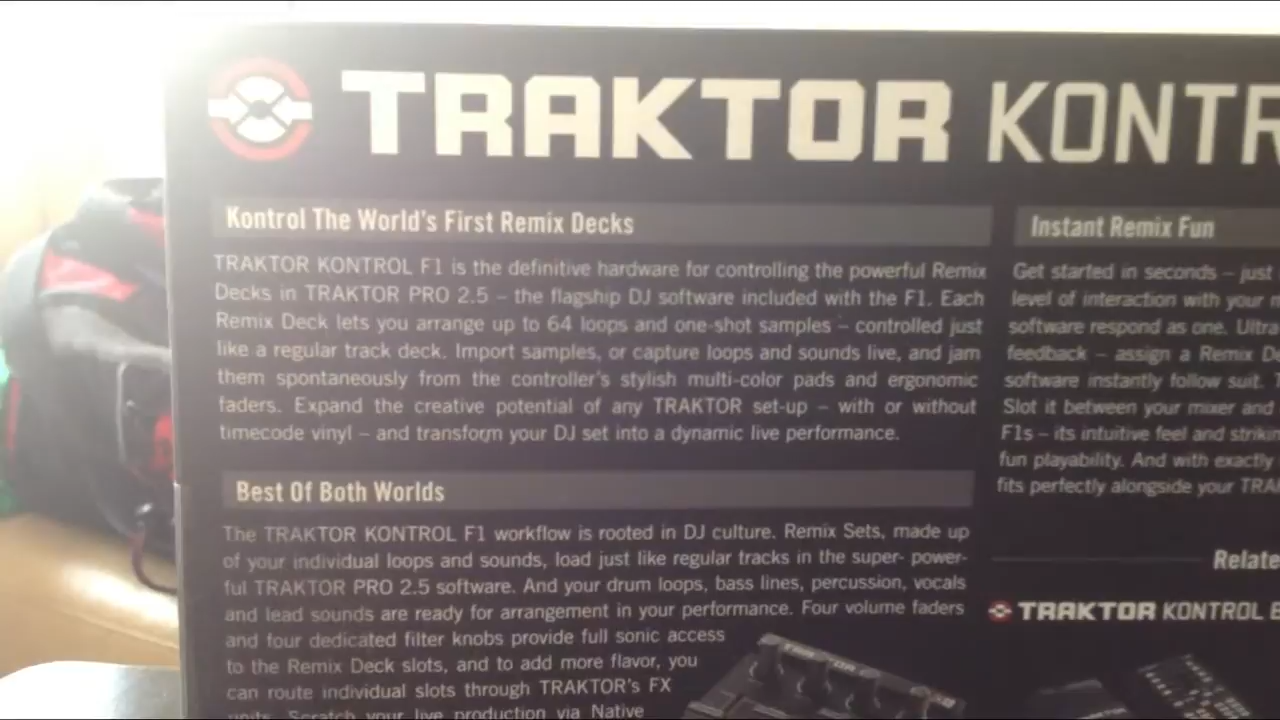 TRAKTOR KONTR
Kontrol The World's First Remix Decks
TRAKTOR KONTROL F1 is the definitive hardware for controlling the powerful Remix
Decks in TRAKTOR PRO 2.5 – the flagship DJ software included with the F1. Each
Remix Deck lets you arrange up to 64 loops and one-shot samples – controlled just
like a regular track deck. Import samples, or capture loops and sounds live, and jam
them spontaneously from the controller's stylish multi-color pads and ergonomic
faders. Expand the creative potential of any TRAKTOR set-up – with or without
timecode vinyl – and transform your DJ set into a dynamic live performance.
Best Of Both Worlds
The TRAKTOR KONTROL F1 workflow is rooted in DJ culture. Remix Sets, made up
of your individual loops and sounds, load just like regular tracks in the super- power-
ful TRAKTOR PRO 2.5 software. And your drum loops, bass lines, percussion, vocals
and lead sounds are ready for arrangement in your performance. Four volume faders
and four dedicated filter knobs provide full sonic access
to the Remix Deck slots, and to add more flavor, you
can route individual slots through TRAKTOR's FX
units. Scratch your live production via Native
Instant Remix Fun
Get started in seconds – just
level of interaction with your
software respond as one. Ultra
feedback – assign a Remix
software instantly follow suit.
Slot it between your mixer and
F1s – its intuitive feel and
fun playability. And with exactly
fits perfectly alongside your
Relate
TRAKTOR KONTROL
TRAKTOR